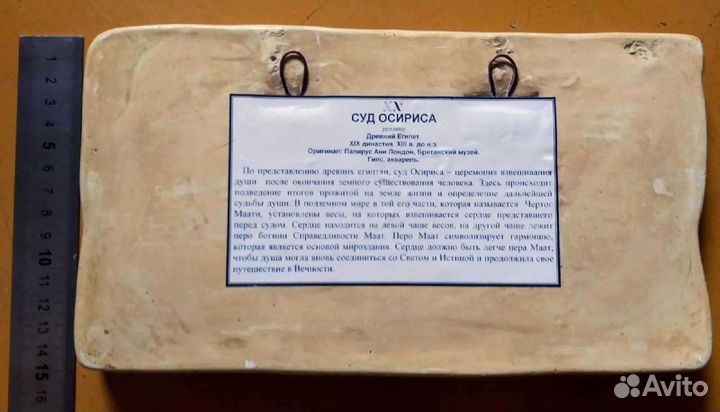 СУД ОСИРИСА
реплика
Древний Египет.
XIX династия. XIII в. до н.э.
Оригинал: Папирус Ани Лондон, Британский музей.
Гипс, акварель.
По представлению древних египтян, суд Осириса – церемония взвешивания
души после окончания земного существования человека. Здесь происходит
подведение итогов прожитой на земле жизни и определение дальнейшей
судьбы души. В подземном мире в той его части, которая называется Чертог
Маати, установлены весы, на которых взвешивается сердце представшего
перед судом. Сердце находится на левой чаше весов, на другой чаше лежит
перо богини Справедливости Маат. Перо Маат символизирует гармонию,
которая является основой мироздания. Сердце должно быть легче пера Маат,
чтобы душа могла вновь соединиться со Светом и Истиной и продолжила свое
путешествие в Вечности.
1 2 3 4 5 6 7 8 9 10 11 12 13 14 15 16
Avito